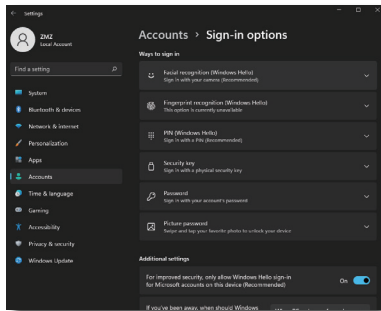 Settings
ZMZ
Local Account
Find a setting
System
Bluetooth & devices
Network & internet
Personalization
Apps
Accounts
Time & language
Gaming
Accessibility
Privacy & security
Windows Update
Accounts > Sign-in options
Ways to sign in
Facial recognition (Windows Hello)
Sign in with your camera (Recommended)
Fingerprint recognition (Windows Hello)
This option is currently unavailable
PIN (Windows Hello)
Sign in with a PIN (Recommended)
Security key
Sign in with a physical security key
Password
Sign in with your account's password
Picture password
Swipe and tap your favorite photo to unlock your device
Additional settings
For improved security, only allow Windows Hello sign-in
for Microsoft accounts on this device (Recommended)
On
If you've been away, when should Windows